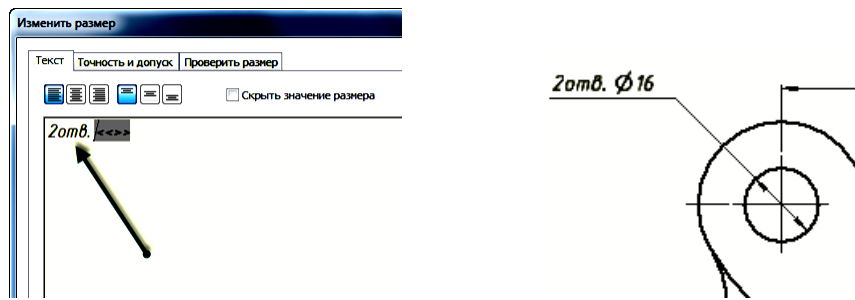 Изменить размер
Текст Точность и допуск Проверить размер
Скрыть значение размера
2отв. <<>>
2отв. Ø16